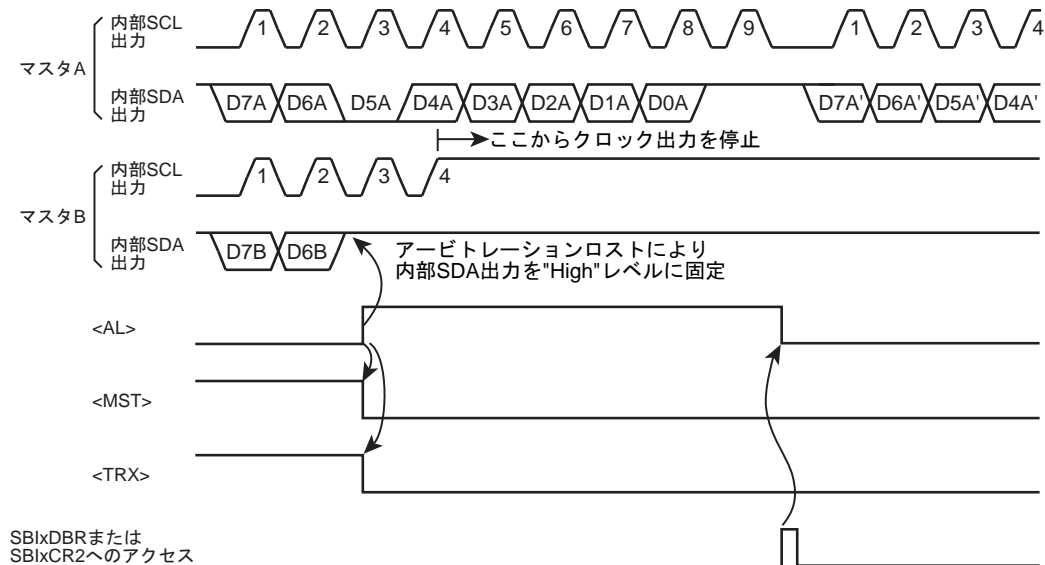 マスタA
内部SCL
出力
1 2 3 4 5 6 7 8 9 1 2 3 4
内部SDA
出力
D7A D6A D5A D4A D3A D2A D1A D0A D7A' D6A' D5A' D4A'
ここからクロック出力を停止
マスタB
内部SCL
出力
1 2 3 4
内部SDA
出力
D7B D6B
アービトレーションロストにより
内部SDA出力を"High"レベルに固定
<AL>
<MST>
<TRX>
SBIxDBRまたは
SBIxCR2へのアクセス